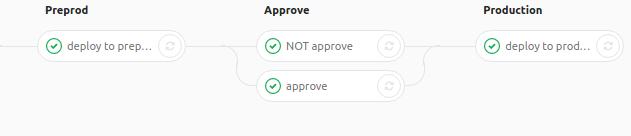 Preprod
Approve
Production
deploy to prep...
NOT approve
deploy to prod...
approve